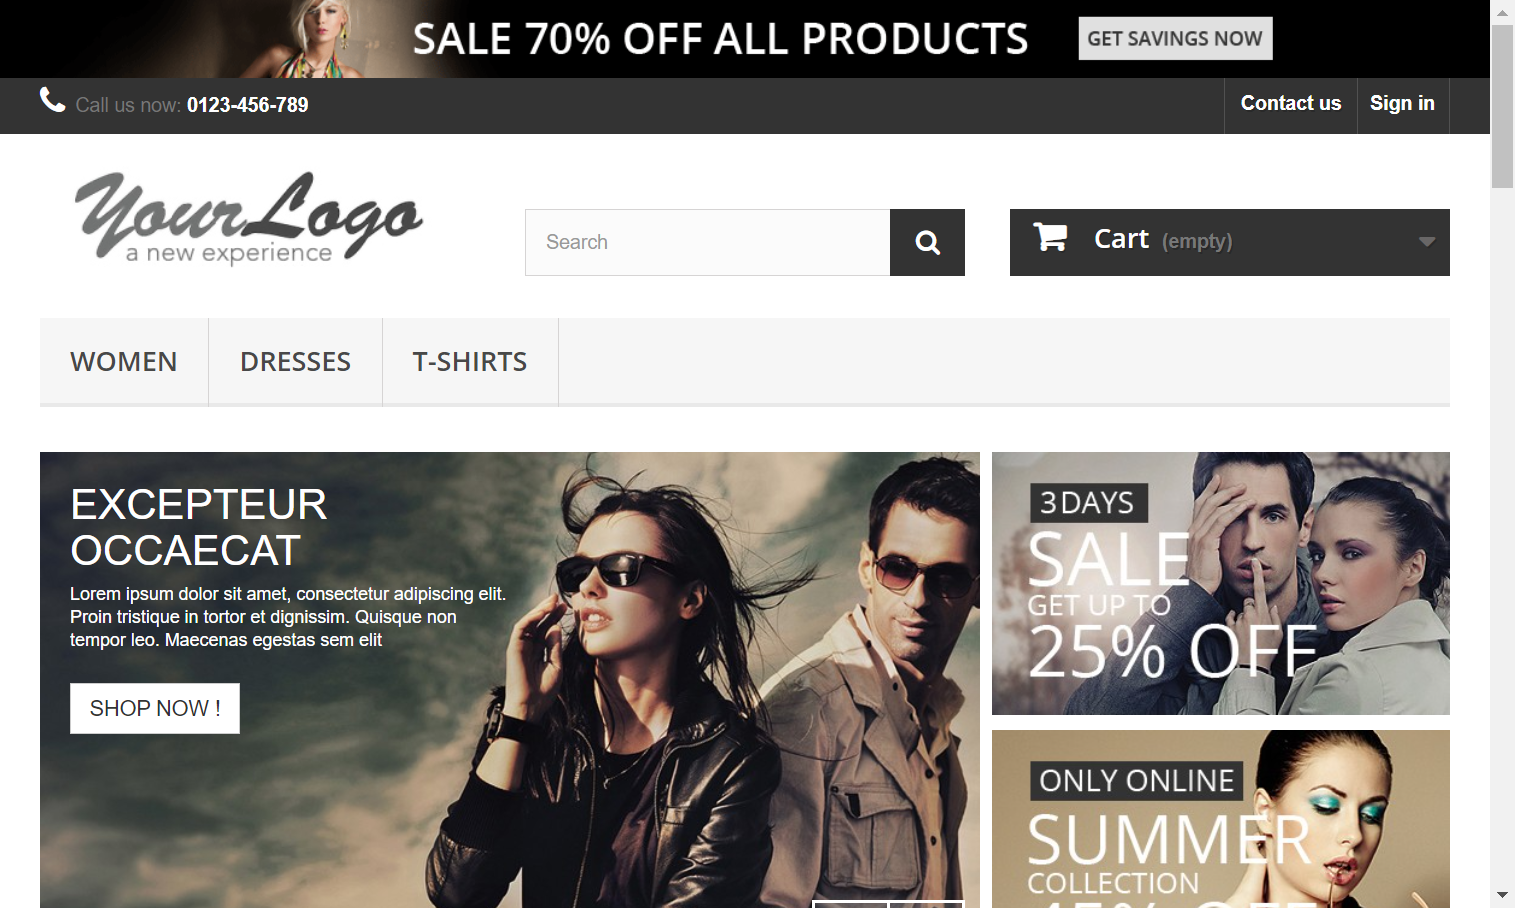 SALE 70% OFF ALL PRODUCTS GET SAVINGS NOW
Call us now: 0123-456-789 Contact us Sign in
YourLogo
a new experience
Search
Cart (empty)
WOMEN DRESSES T-SHIRTS
EXCEPTEUR
OCCAECAT
Lorem ipsum dolor sit amet, consectetur adipiscing elit.
Proin tristique in tortor et dignissim. Quisque non
tempor leo. Maecenas egestas sem elit
SHOP NOW !
3 DAYS
SALE
GET UP TO
25% OFF
ONLY ONLINE
SUMMER
COLLECTION